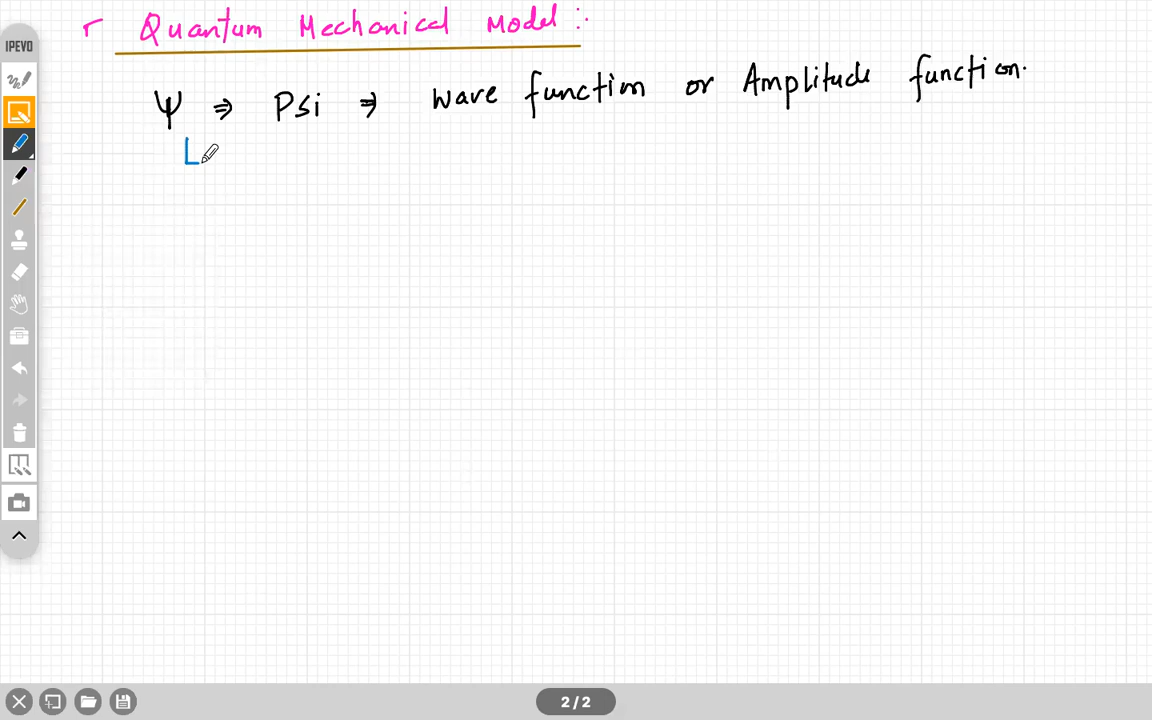 Quantum Mechanical Model :
IPEVO
ψ ⇒ Psi ⇒ Wave function or Amplitude function.
2/2